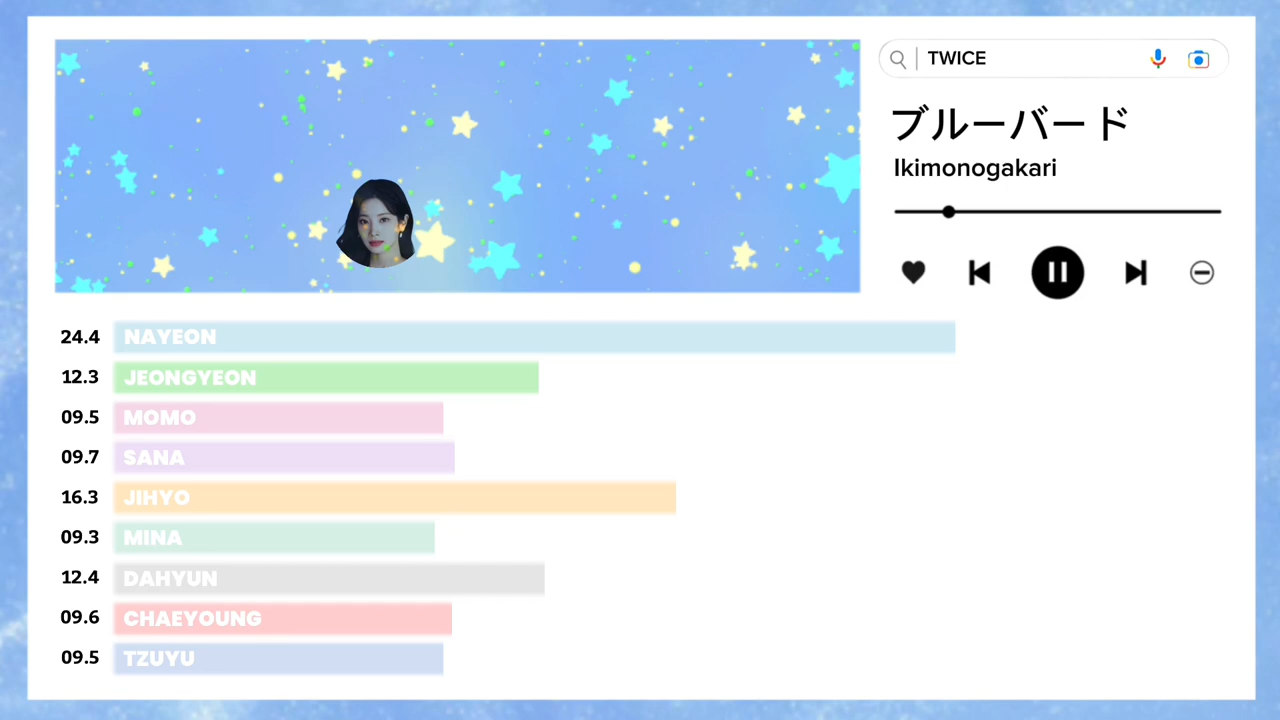 TWICE
ブルーバード
Ikimonogakari
24.4 NAYEON
12.3 JEONGYEON
09.5 MOMO
09.7 SANA
16.3 JIHYO
09.3 MINA
12.4 DAHYUN
09.6 CHAEYOUNG
09.5 TZUYU